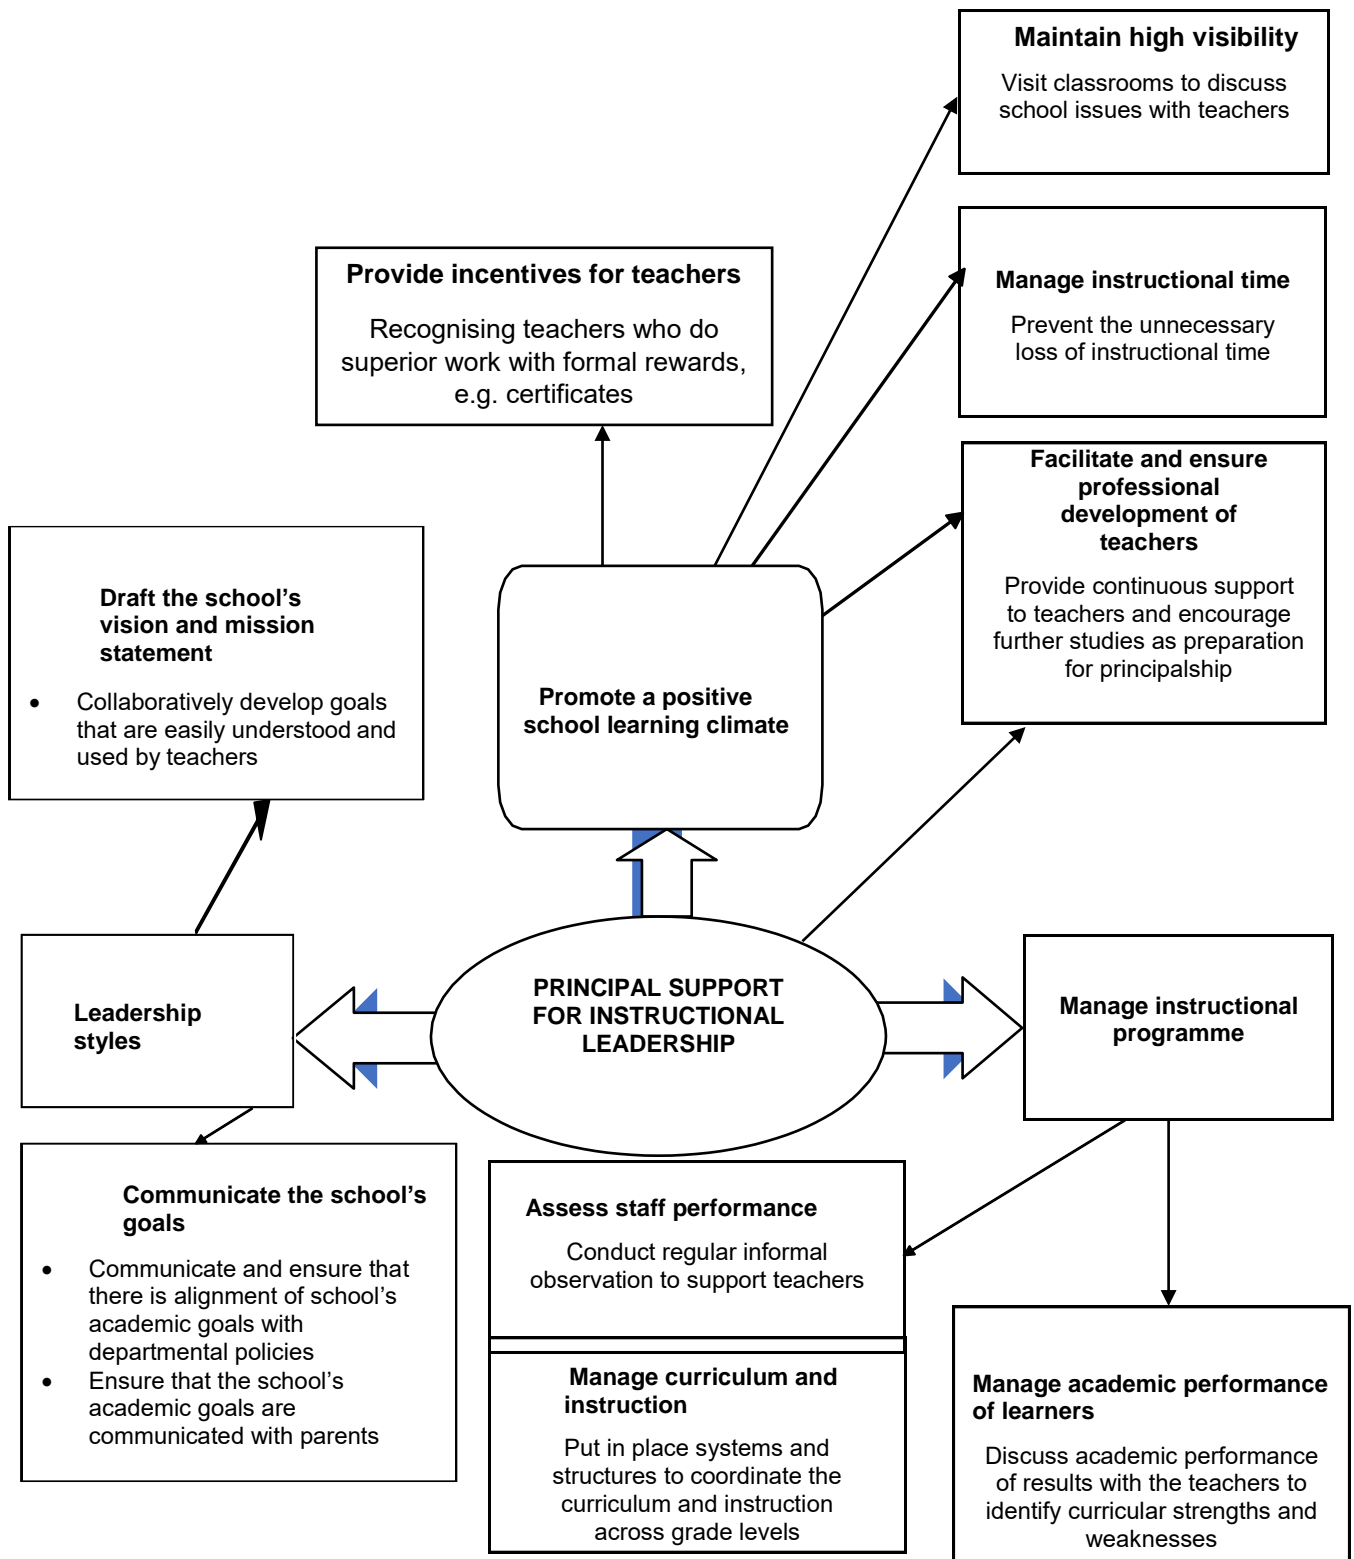 Maintain high visibility
Visit classrooms to discuss
school issues with teachers
Manage instructional time
Prevent the unnecessary
loss of instructional time
Provide incentives for teachers
Recognising teachers who do
superior work with formal rewards,
e.g. certificates
Facilitate and ensure
professional
development of
teachers
Provide continuous support
to teachers and encourage
further studies as preparation
for principalship
Draft the school’s
vision and mission
statement
• Collaboratively develop goals
that are easily understood and
used by teachers
Promote a positive
school learning climate
Leadership
styles
PRINCIPAL SUPPORT
FOR INSTRUCTIONAL
LEADERSHIP
Manage instructional
programme
Communicate the school’s
goals
• Communicate and ensure that
there is alignment of school’s
academic goals with
departmental policies
• Ensure that the school’s
academic goals are
communicated with parents
Assess staff performance
Conduct regular informal
observation to support teachers
Manage curriculum and
instruction
Put in place systems and
structures to coordinate the
curriculum and instruction
across grade levels
Manage academic performance
of learners
Discuss academic performance
of results with the teachers to
identify curricular strengths and
weaknesses